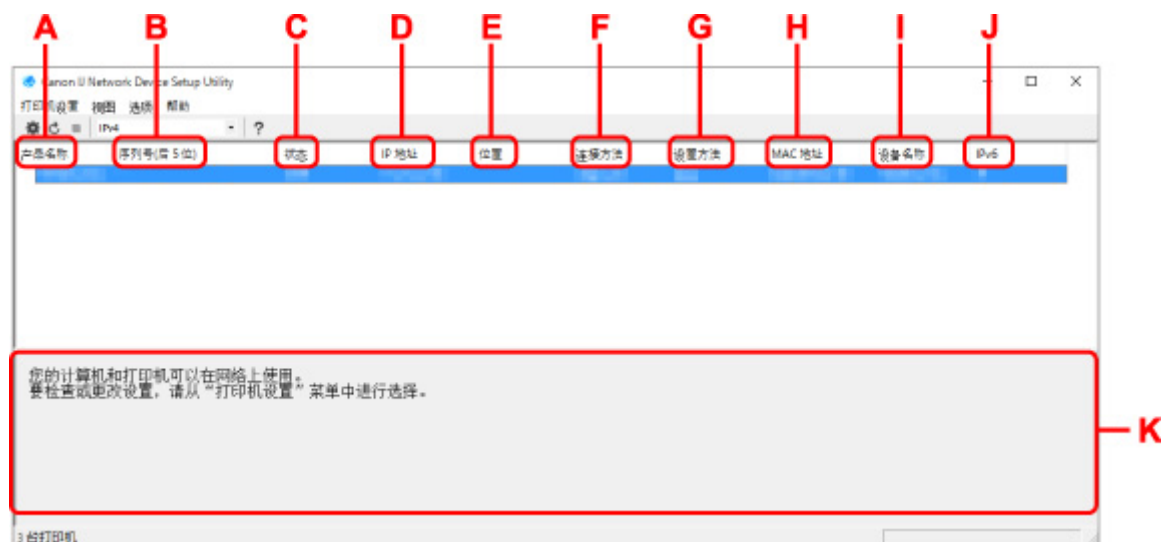 A B C D E F G H I J
Canon IJ Network Device Setup Utility
打印机设置 视图 选项 帮助
IPv4 ?
产品名称 序列号(后 5 位) 状态 IP 地址 位置 连接方法 设置方法 MAC 地址 设备名称 IPv6
您的计算机和打印机可以在网络上使用。
要检查或更改设置，请从“打印机设置”菜单中进行选择。
K
3 台打印机